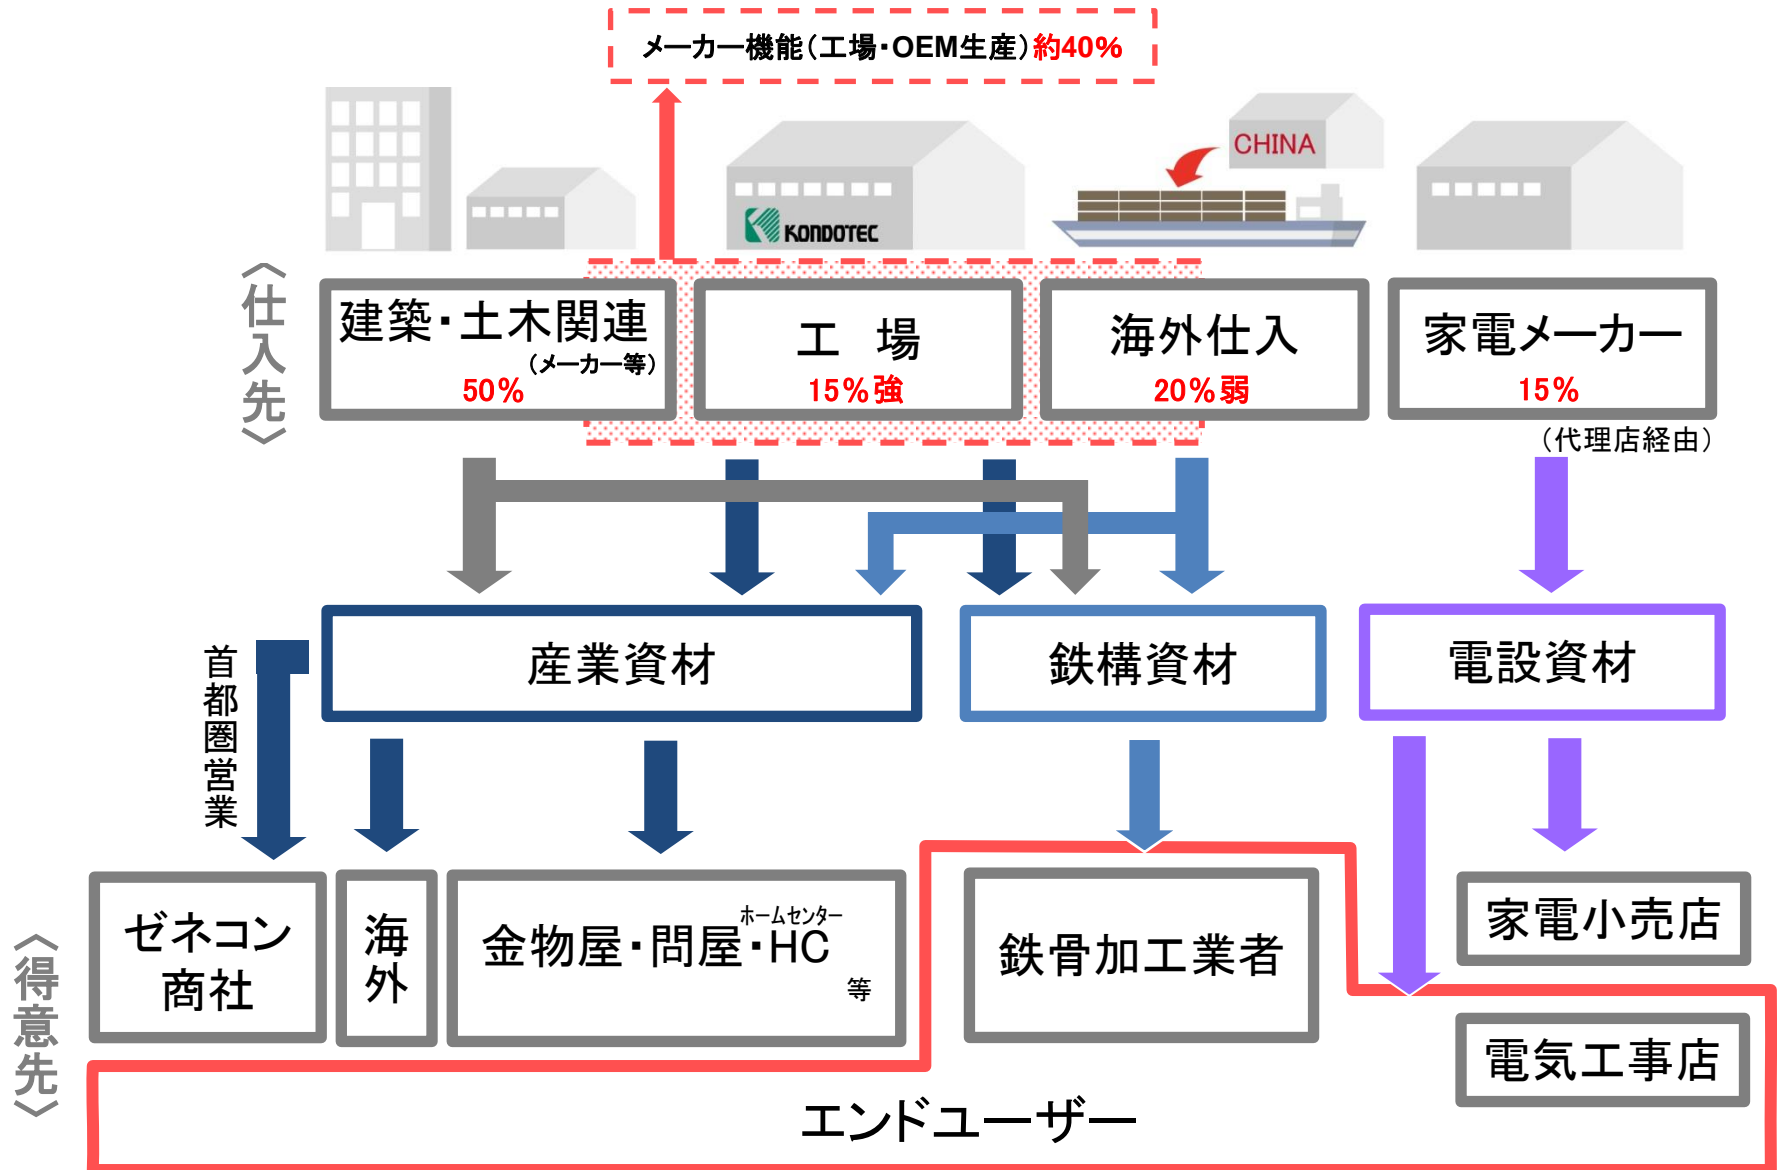 メーカー機能(工場・OEM生産)約40%
CHINA
KONDOTEC
〈仕入先〉
建築・土木関連
(メーカー等)
50%
工 場
15%強
海外仕入
20%弱
家電メーカー
15%
(代理店経由)
産業資材
鉄構資材
電設資材
首都圏営業
〈得意先〉
ゼネコン
商社
海外
ホームセンター
金物屋・問屋・HC
等
鉄骨加工業者
家電小売店
電気工事店
エンドユーザー